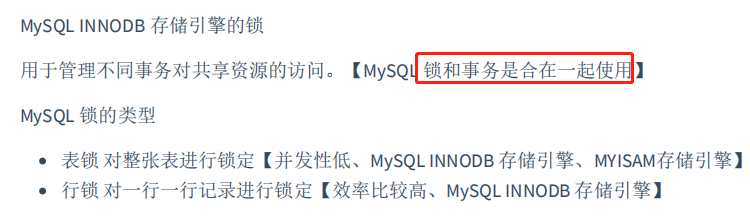 MySQL INNODB 存储引擎的锁
用于管理不同事务对共享资源的访问。【MySQL 锁和事务是合在一起使用】
MySQL 锁的类型
• 表锁 对整张表进行锁定【并发性低、MySQL INNODB 存储引擎、MYISAM存储引擎】
• 行锁 对一行一行记录进行锁定【效率比较高、MySQL INNODB 存储引擎】